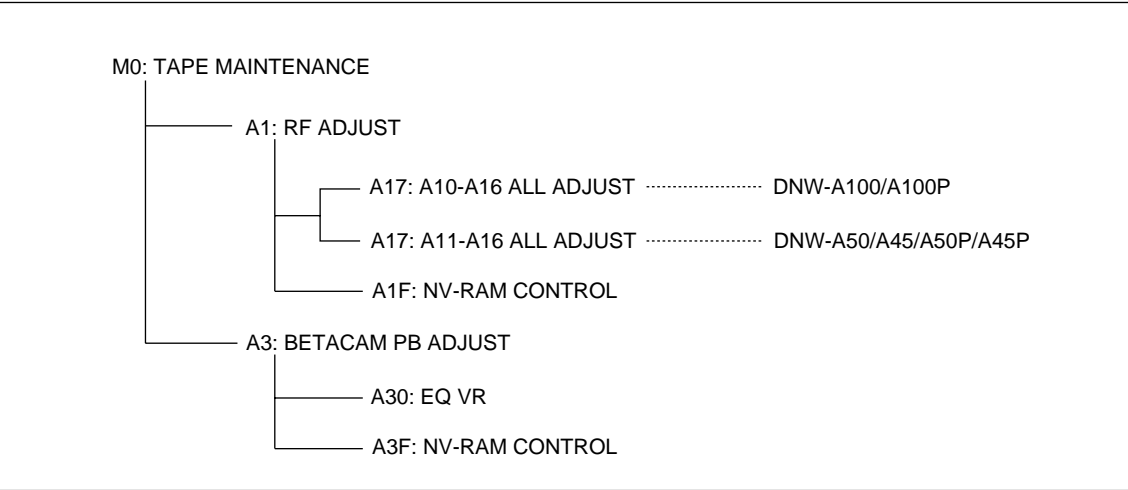 M0: TAPE MAINTENANCE
A1: RF ADJUST
A17: A10-A16 ALL ADJUST DNW-A100/A100P
A17: A11-A16 ALL ADJUST DNW-A50/A45/A50P/A45P
A1F: NV-RAM CONTROL
A3: BETACAM PB ADJUST
A30: EQ VR
A3F: NV-RAM CONTROL